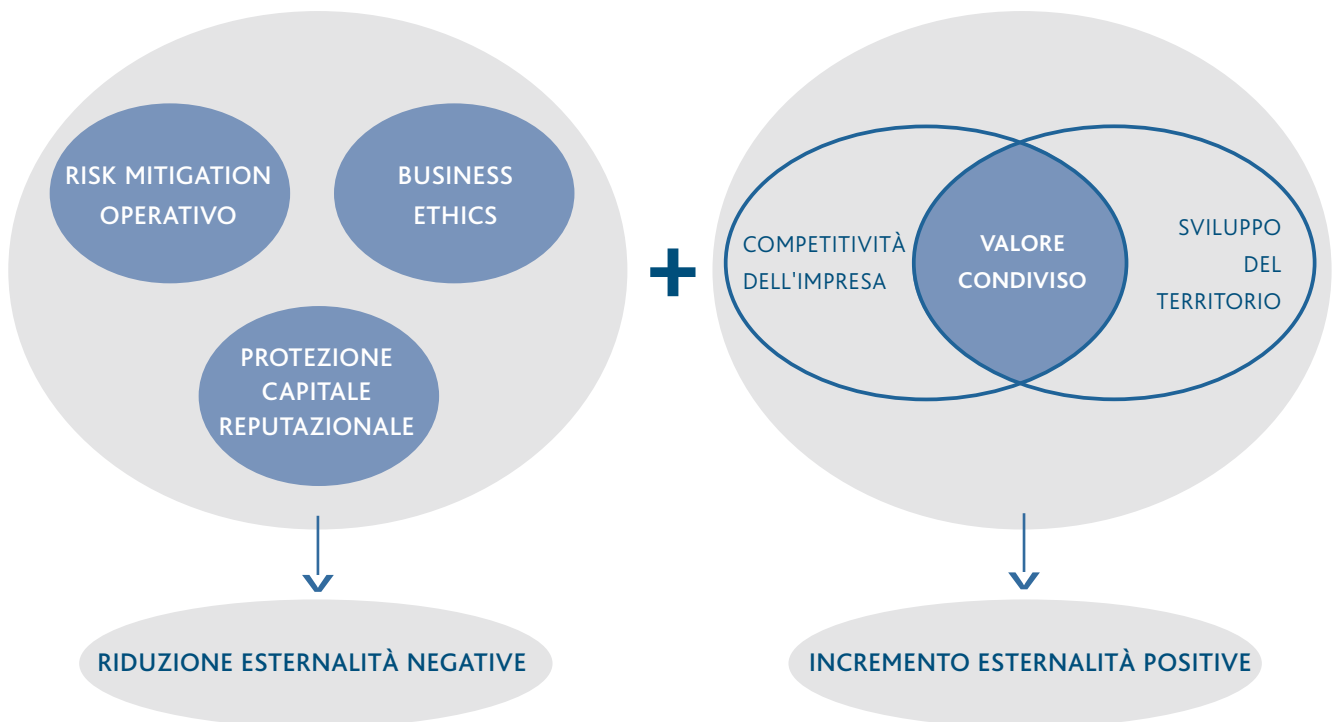 RISK MITIGATION
OPERATIVO
BUSINESS
ETHICS
PROTEZIONE
CAPITALE
REPUTAZIONALE
+
COMPETITIVITÀ
DELL'IMPRESA
VALORE
CONDIVISO
SVILUPPO
DEL
TERRITORIO
RIDUZIONE ESTERNALITÀ NEGATIVE
INCREMENTO ESTERNALITÀ POSITIVE